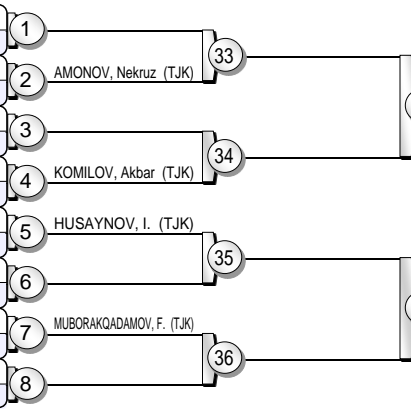 1
33
2 AMONOV, Nekruz (TJK)
3
34
4 KOMILOV, Akbar (TJK)
5 HUSAYNOV, I. (TJK)
35
6
7 MUBORAKQADAMOV, F. (TJK)
36
8